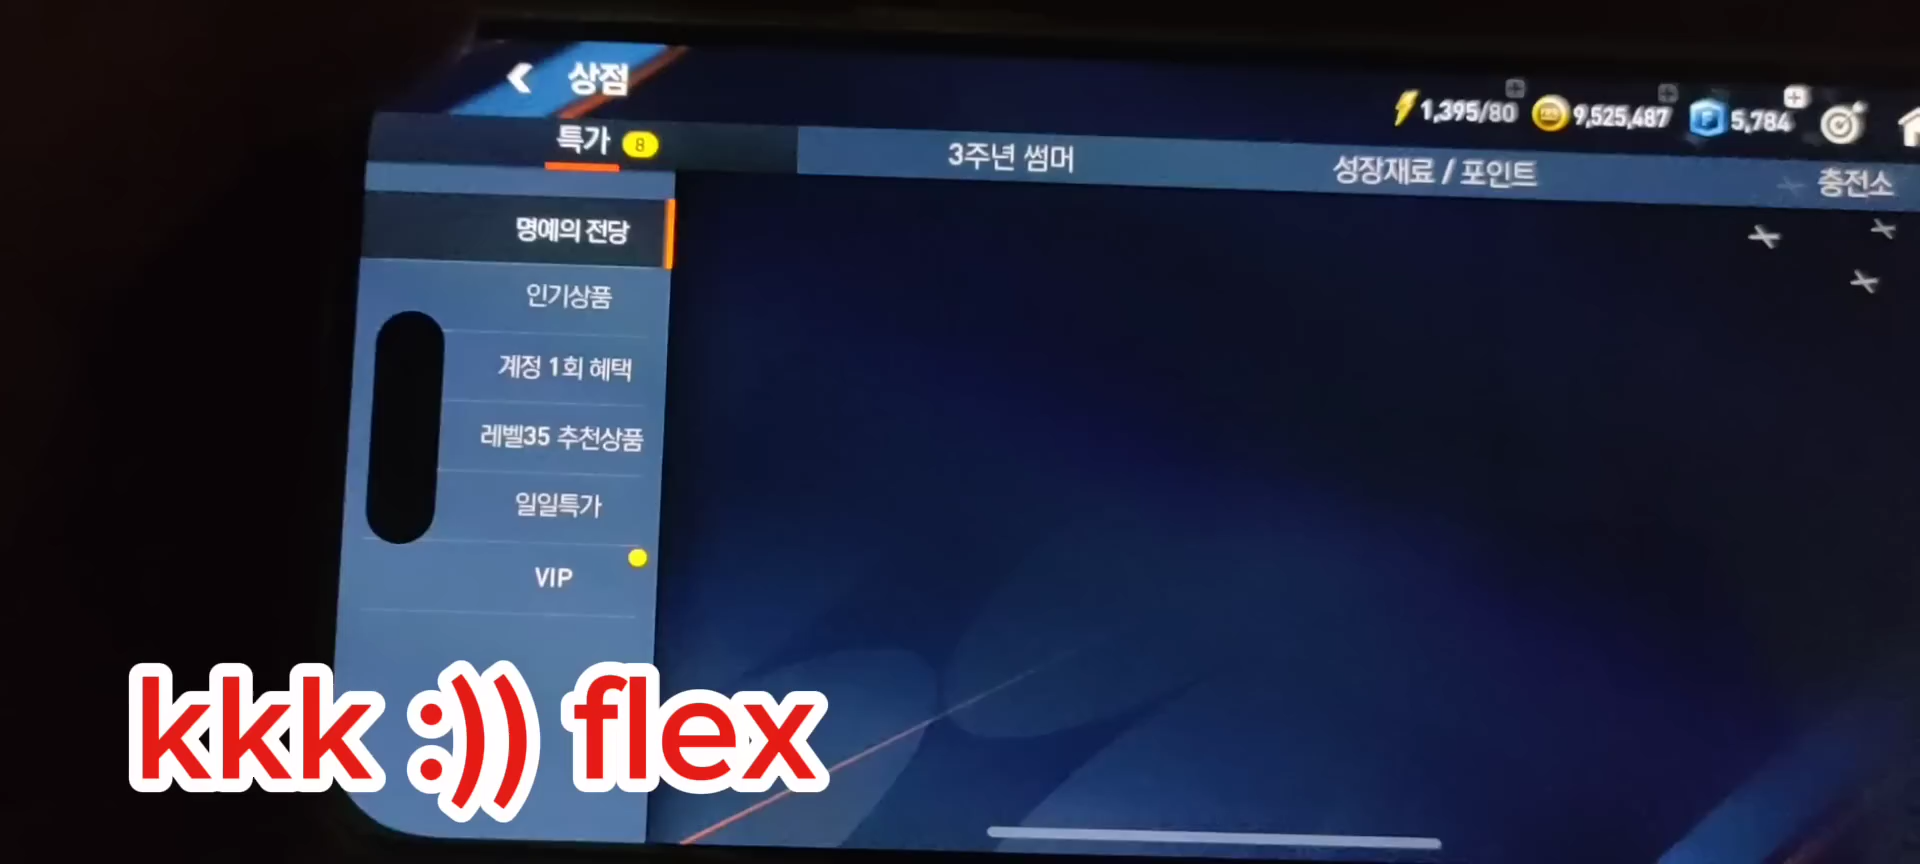 상점
1,395/80 9,525,487 5,784
특가 8 3주년 썸머 성장재료 / 포인트 충전소
명예의 전당
인기상품
계정 1회 혜택
레벨35 추천상품
일일특가
VIP
kkk :)) flex